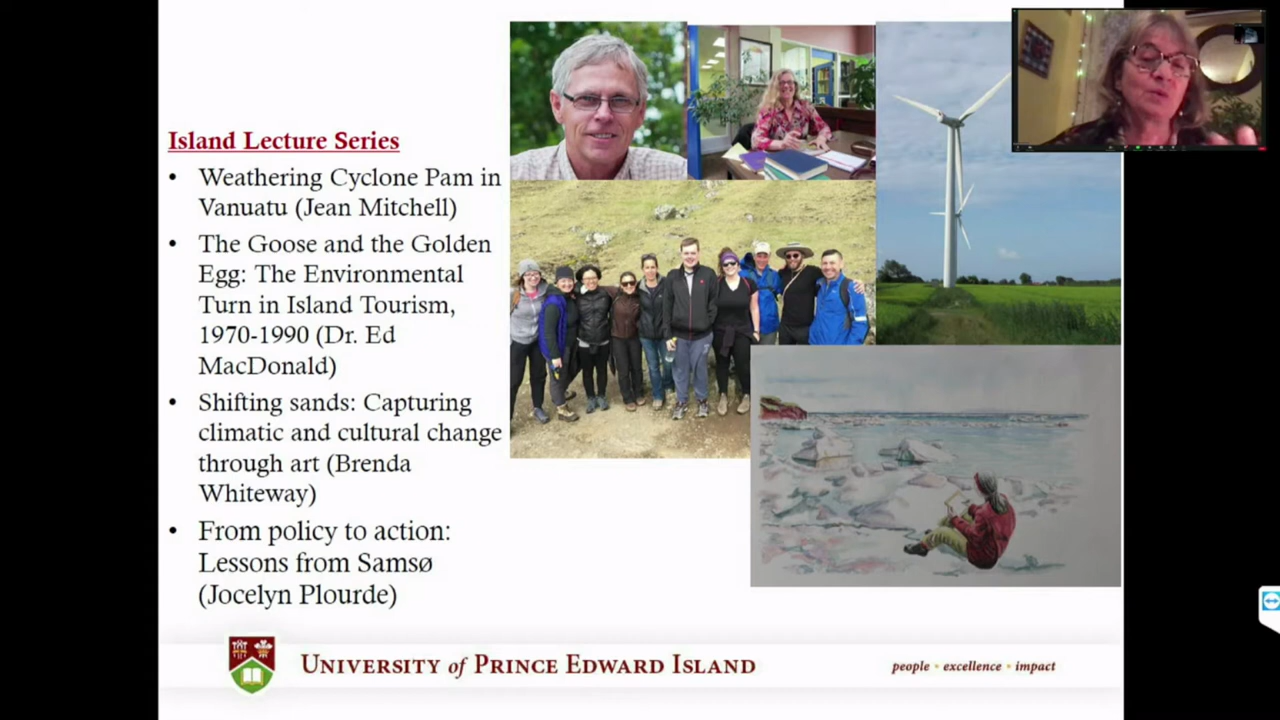 Island Lecture Series
• Weathering Cyclone Pam in
Vanuatu (Jean Mitchell)
• The Goose and the Golden
Egg: The Environmental
Turn in Island Tourism,
1970-1990 (Dr. Ed
MacDonald)
• Shifting sands: Capturing
climatic and cultural change
through art (Brenda
Whiteway)
• From policy to action:
Lessons from Samsø
(Jocelyn Plourde)
UNIVERSITY of PRINCE EDWARD ISLAND
people • excellence • impact